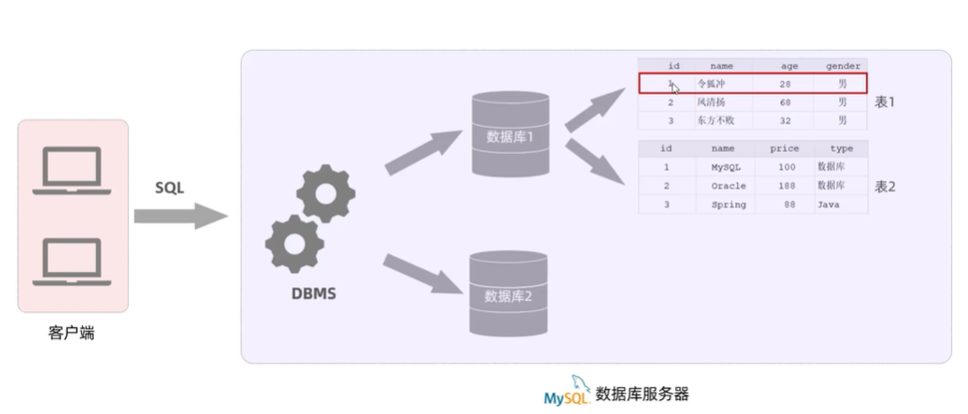 id name age gender
1 令狐冲 28 男
2 风清扬 68 男
3 东方不败 32 男
表1
id name price type
1 MySQL 100 数据库
2 Oracle 188 数据库
3 Spring 88 Java
表2
数据库1
SQL
DBMS
数据库2
客户端
MySQL 数据库服务器